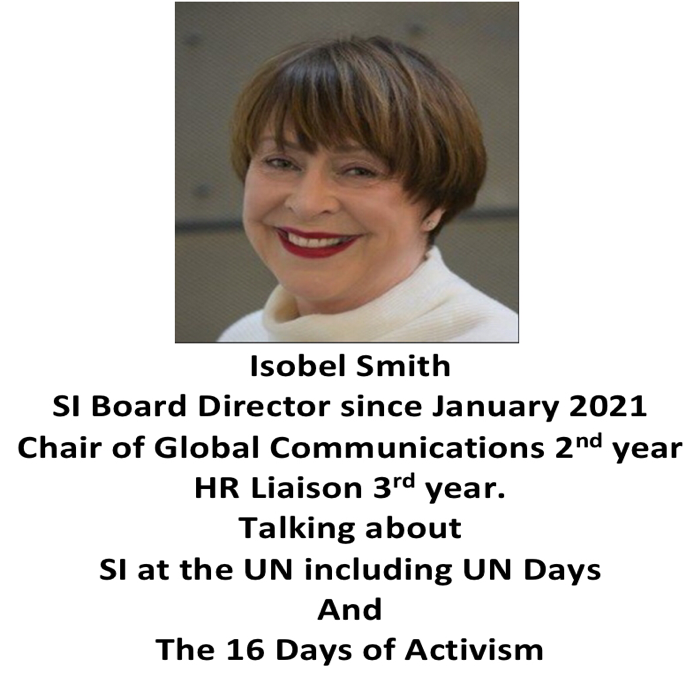 Isobel Smith
SI Board Director since January 2021
Chair of Global Communications 2nd year
HR Liaison 3rd year.
Talking about
SI at the UN including UN Days
And
The 16 Days of Activism